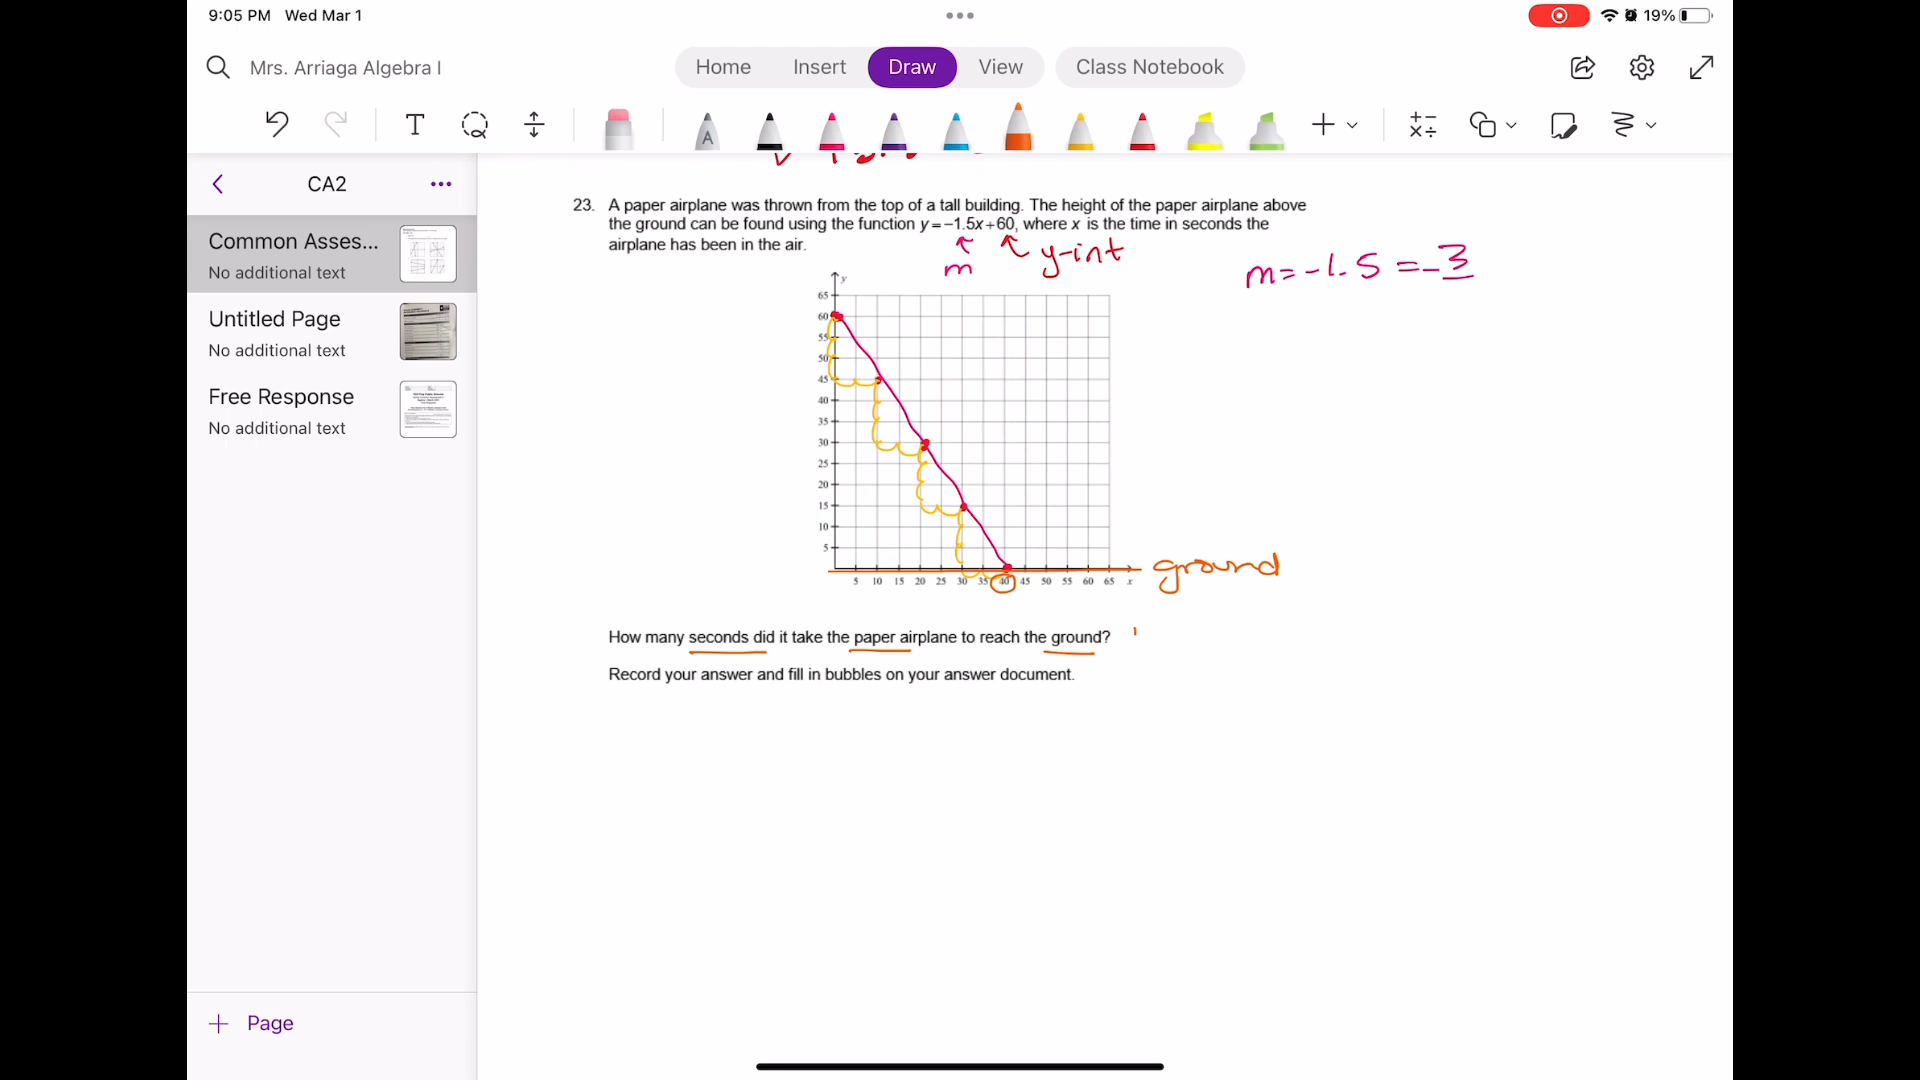 9:05 PM Wed Mar 1
19%
Mrs. Arriaga Algebra I
Home Insert Draw View Class Notebook
T
A
CA2
Common Asses...
No additional text
Untitled Page
No additional text
Free Response
No additional text
+ Page
23. A paper airplane was thrown from the top of a tall building. The height of the paper airplane above
the ground can be found using the function y=−1.5x+60, where x is the time in seconds the
airplane has been in the air.
m
y-int
m=-1.5 = -3
y
65
60
55
50
45
40
35
30
25
20
15
10
5
5 10 15 20 25 30 35 40 45 50 55 60 65 x
ground
How many seconds did it take the paper airplane to reach the ground?
Record your answer and fill in bubbles on your answer document.